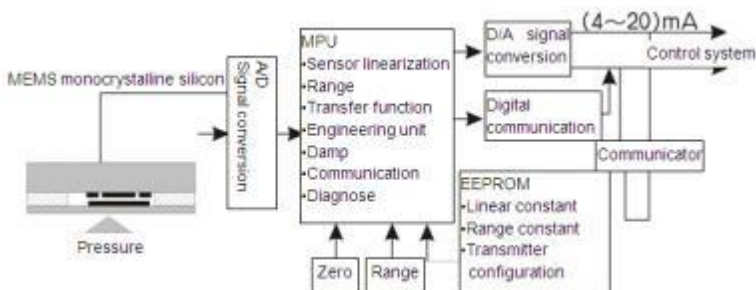 (4~20)mA
MEMS monocrystalline silicon
A/D
Signal conversion
MPU
•Sensor linearization
•Range
•Transfer function
•Engineering unit
•Damp
•Communication
•Diagnose
D/A signal
conversion
Control system
Digital
communication
Communicator
EEPROM
•Linear constant
•Range constant
•Transmitter
configuration
Pressure
Zero
Range